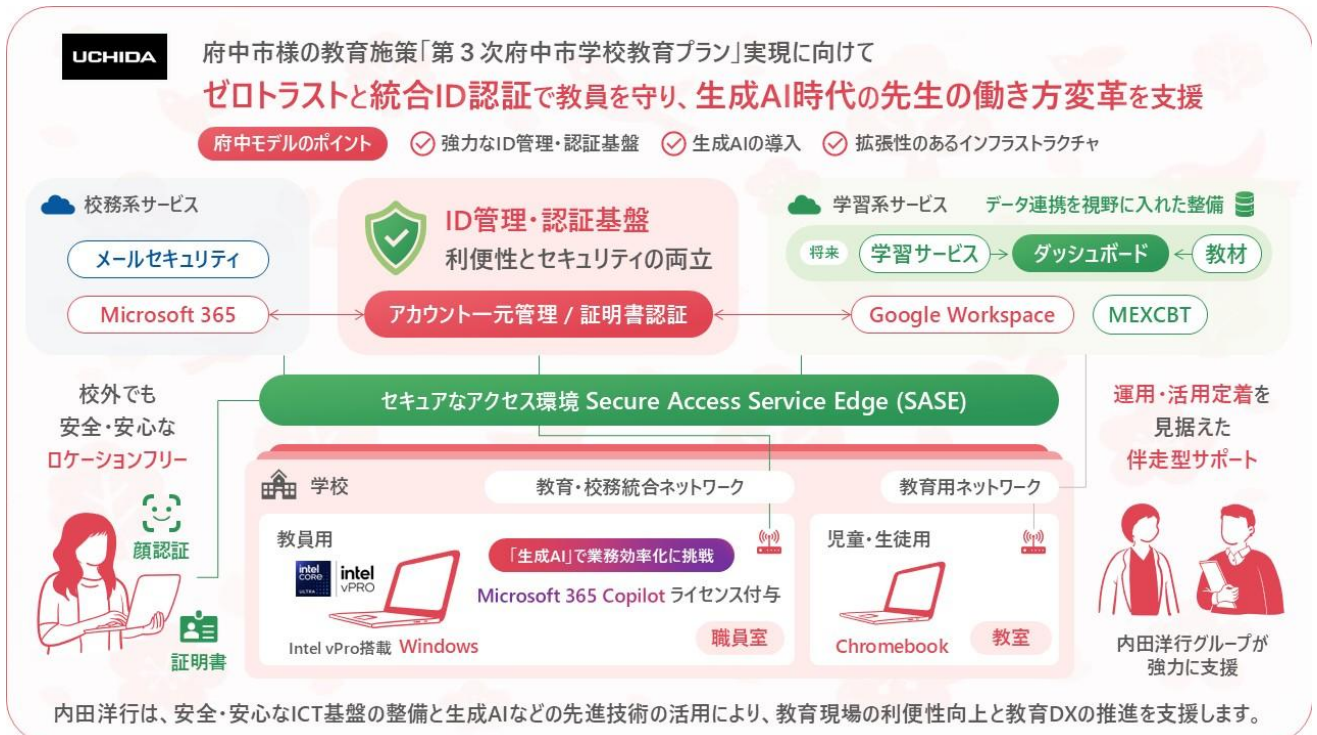 UCHIDA
府中市様の教育施策「第3次府中市学校教育プラン」実現に向けて
ゼロトラストと統合ID認証で教員を守り、生成AI時代の先生の働き方変革を支援
府中モデルのポイント 強力なID管理・認証基盤 生成AIの導入 拡張性のあるインフラストラクチャ
校務系サービス
メールセキュリティ
Microsoft 365
ID管理・認証基盤
利便性とセキュリティの両立
アカウント一元管理 / 証明書認証
学習系サービス データ連携を視野に入れた整備
将来 学習サービス ダッシュボード 教材
Google Workspace MEXCBT
セキュアなアクセス環境 Secure Access Service Edge (SASE)
校外でも
安全・安心な
ロケーションフリー
顔認証
証明書
学校 教育・校務統合ネットワーク 教育用ネットワーク
教員用
intel
CORE
ULTRA
intel
vPRO
「生成AI」で業務効率化に挑戦
Microsoft 365 Copilot ライセンス付与
Intel vPro搭載 Windows
職員室
児童・生徒用
Chromebook
教室
運用・活用定着を
見据えた
伴走型サポート
内田洋行グループが
強力に支援
内田洋行は、安全・安心なICT基盤の整備と生成AIなどの先進技術の活用により、教育現場の利便性向上と教育DXの推進を支援します。